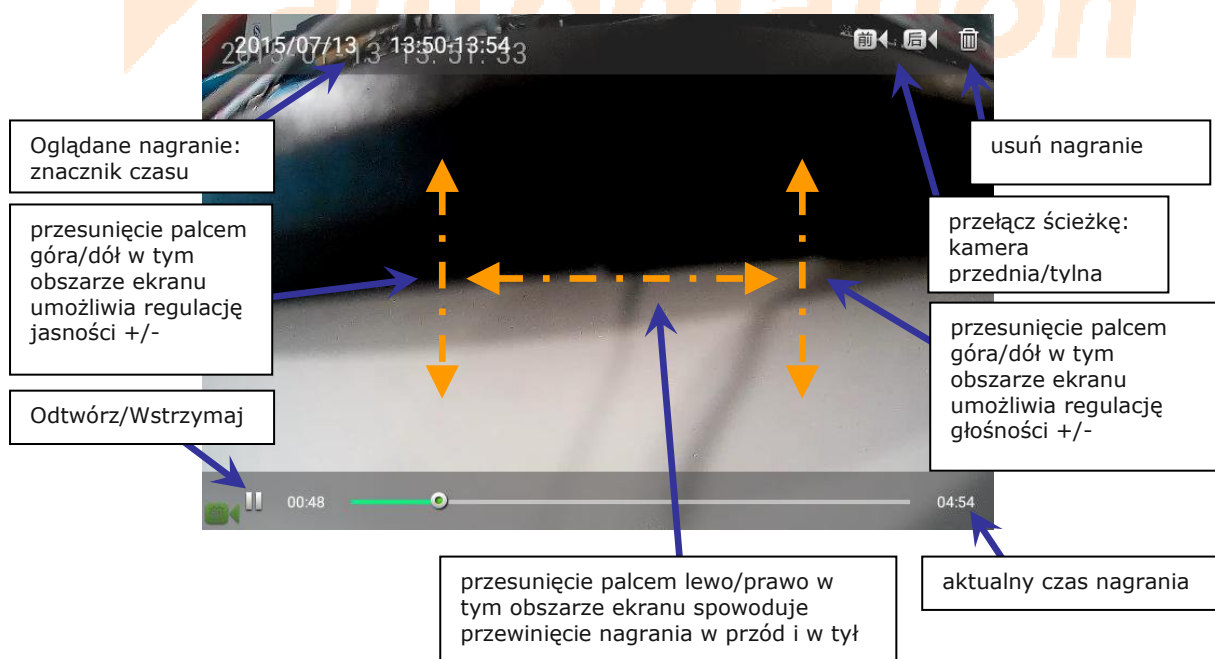 automation
2015/07/13 13:50-13:54
前 后
2015 07 13 13:51:33
Oglądane nagranie:
znacznik czasu
usuń nagranie
przesunięcie palcem
góra/dół w tym
obszarze ekranu
umożliwia regulację
jasności +/-
przełącz ścieżkę:
kamera
przednia/tylna
przesunięcie palcem
góra/dół w tym
obszarze ekranu
umożliwia regulację
głośności +/-
Odtwórz/Wstrzymaj
00:48
04:54
przesunięcie palcem lewo/prawo w
tym obszarze ekranu spowoduje
przewinięcie nagrania w przód i w tył
aktualny czas nagrania